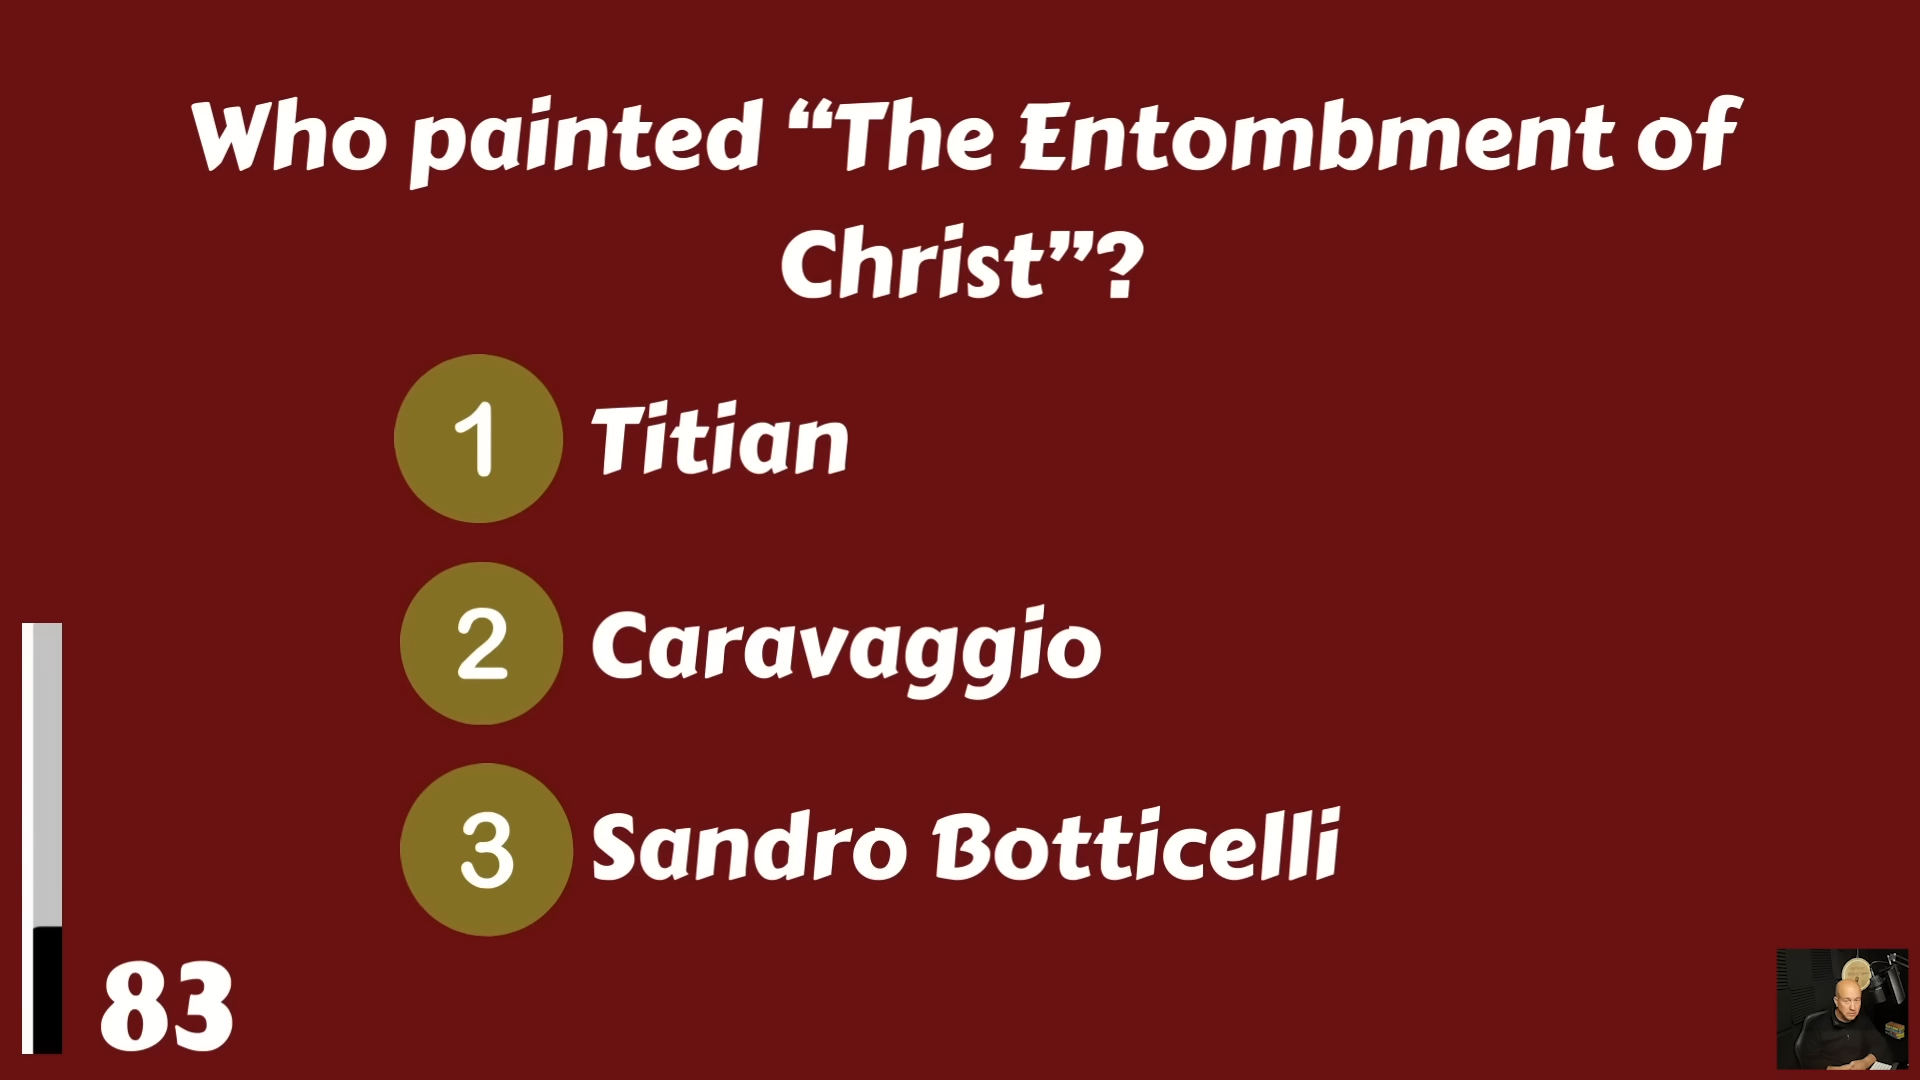 Who painted “The Entombment of
Christ”?
1 Titian
2 Caravaggio
3 Sandro Botticelli
83